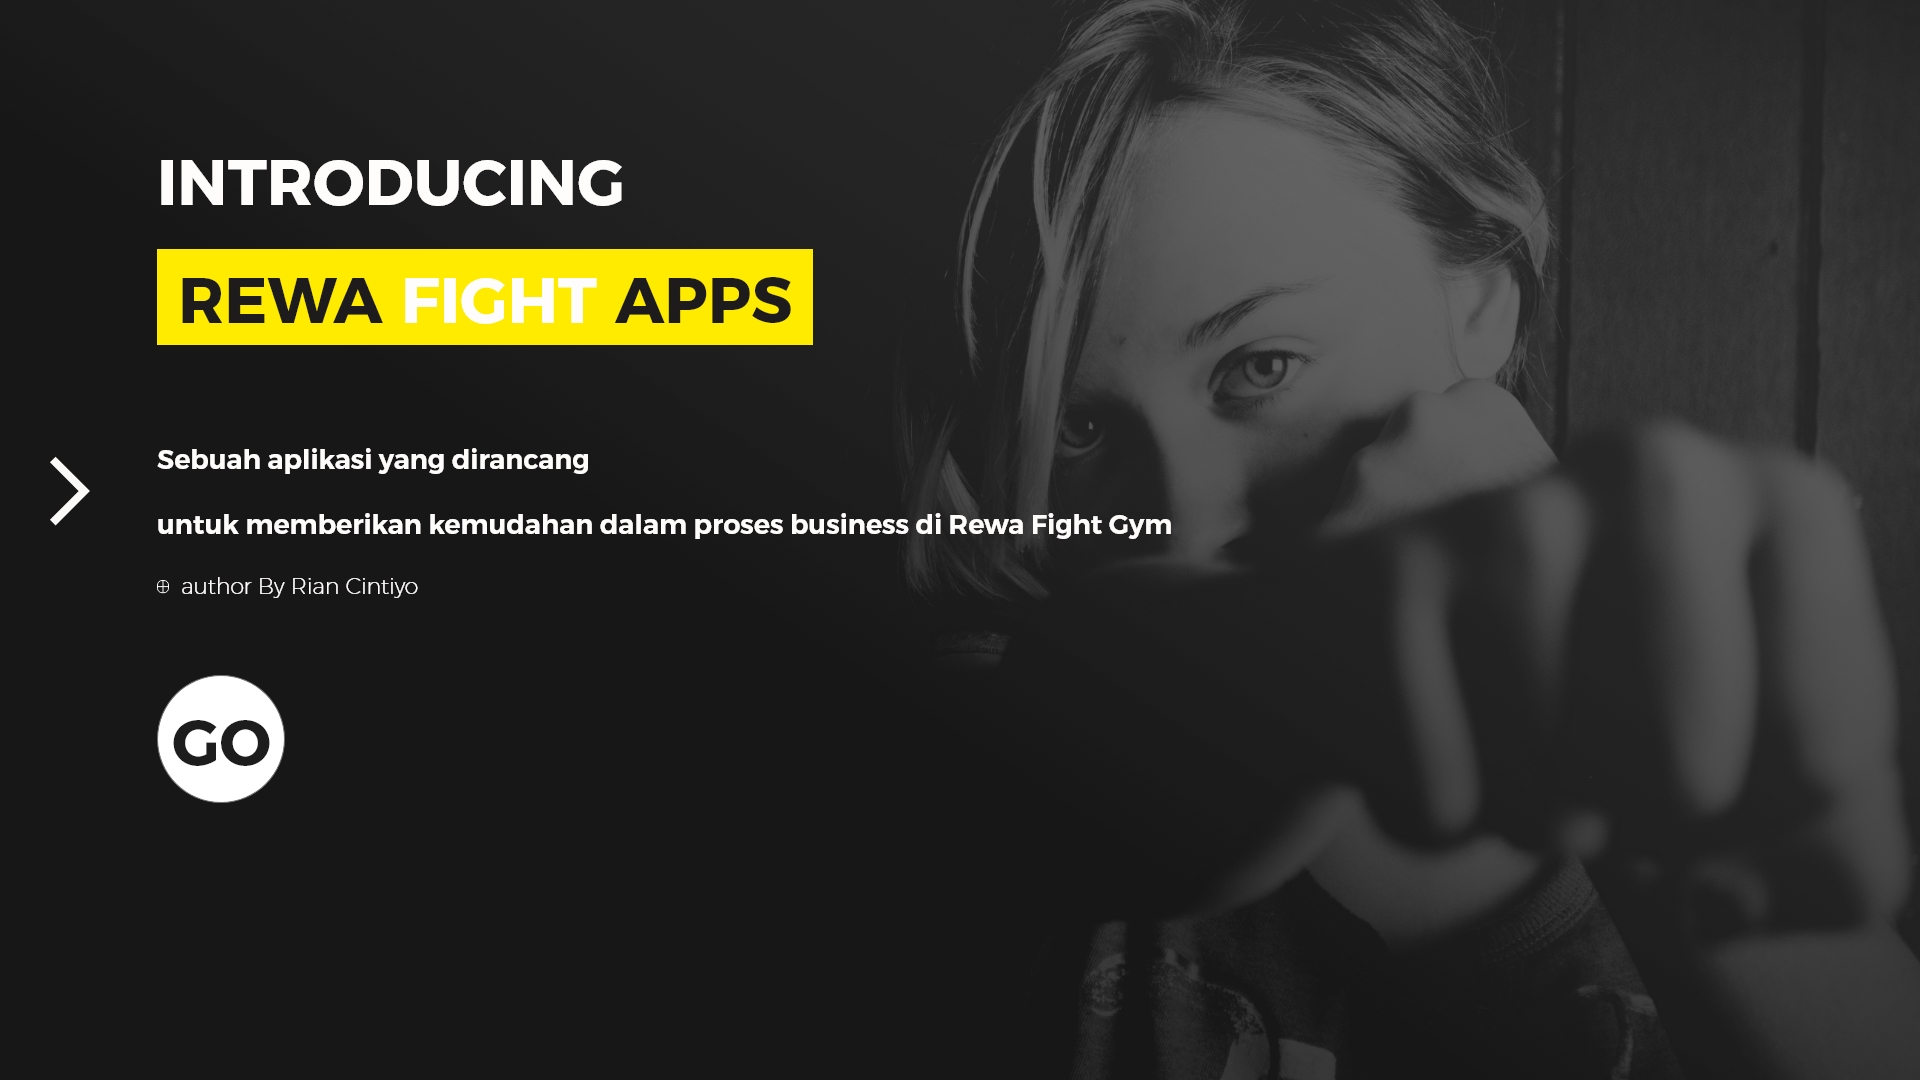 INTRODUCING
REWA FIGHT APPS
Sebuah aplikasi yang dirancang
untuk memberikan kemudahan dalam proses business di Rewa Fight Gym
author By Rian Cintiyo
GO